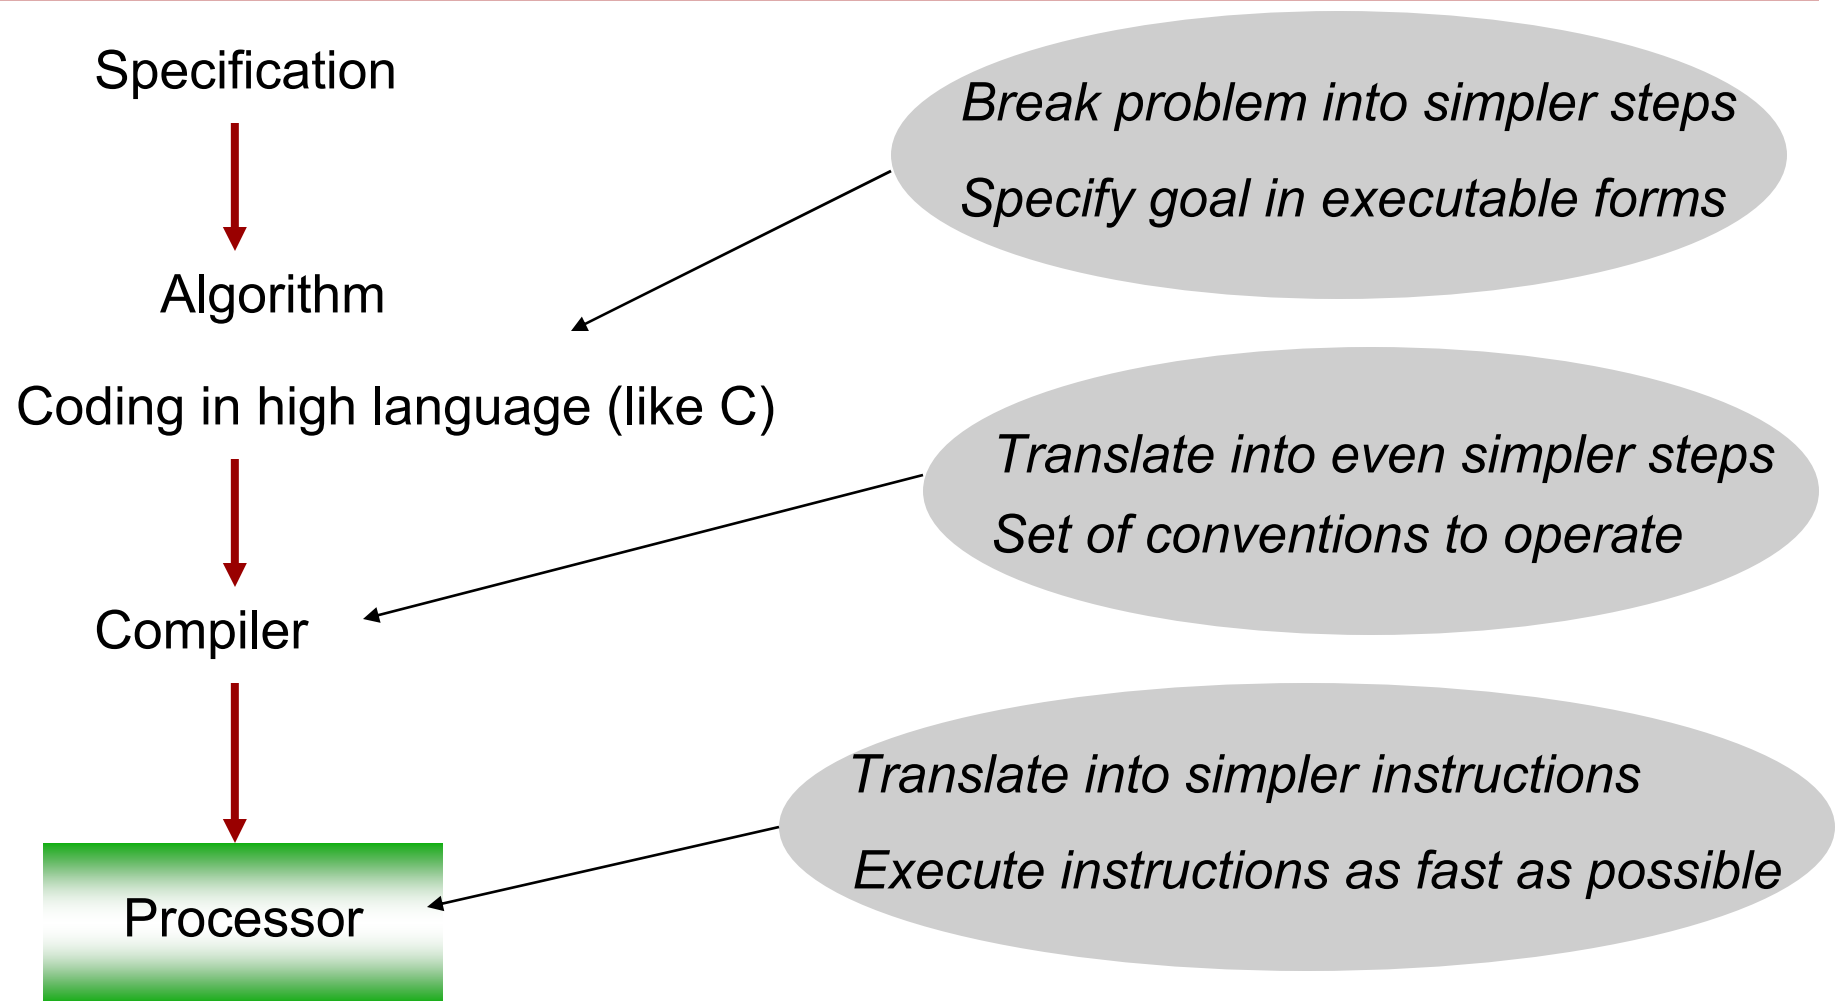 Specification
Break problem into simpler steps
Specify goal in executable forms
Algorithm
Coding in high language (like C)
Translate into even simpler steps
Set of conventions to operate
Compiler
Translate into simpler instructions
Execute instructions as fast as possible
Processor